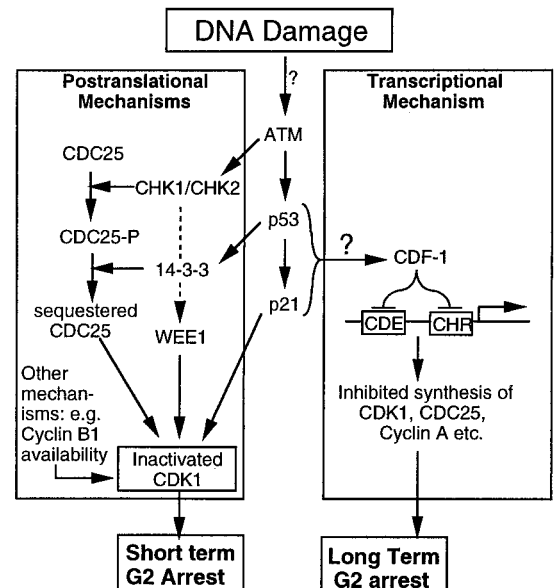 DNA Damage
?
Postranslational
Mechanisms
Transcriptional
Mechanism
ATM
CDC25
CHK1/CHK2
p53
CDC25-P
14-3-3
?
CDF-1
p21
sequestered
CDC25
WEE1
CDE
CHR
Other
mechan-
isms: e.g.
Cyclin B1
availability
Inhibited synthesis of
CDK1, CDC25,
Cyclin A etc.
Inactivated
CDK1
Short term
G2 Arrest
Long Term
G2 arrest